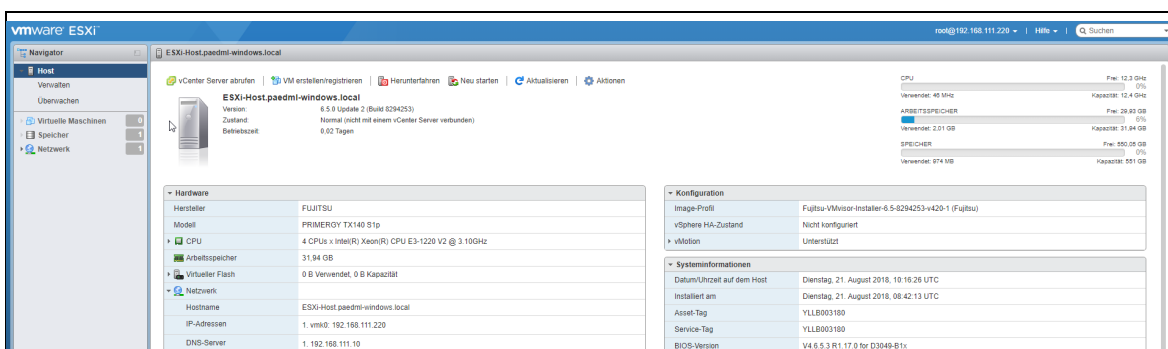 vmware ESXi™
root@192.168.111.220 | Hilfe | Suchen
Navigator
ESXi-Host.paedml-windows.local
Host
Verwalten
Überwachen
Virtuelle Maschinen 0
Speicher 1
Netzwerk 1
vCenter Server abrufen | VM erstellen/registrieren | Herunterfahren Neu starten | Aktualisieren | Aktionen
ESXi-Host.paedml-windows.local
Version: 6.5.0 Update 2 (Build 8294253)
Zustand: Normal (nicht mit einem vCenter Server verbunden)
Betriebszeit: 0,02 Tagen
CPU Frei: 12,3 GHz
0%
Verwendet: 46 MHz Kapazität: 12,4 GHz
ARBEITSSPEICHER Frei: 29,93 GB
6%
Verwendet: 2,01 GB Kapazität: 31,94 GB
SPEICHER Frei: 550,05 GB
0%
Verwendet: 974 MB Kapazität: 551 GB
Hardware
Hersteller FUJITSU
Modell PRIMERGY TX140 S1p
CPU 4 CPUs x Intel(R) Xeon(R) CPU E3-1220 V2 @ 3.10GHz
Arbeitsspeicher 31,94 GB
Virtueller Flash 0 B Verwendet, 0 B Kapazität
Netzwerk
Hostname ESXi-Host.paedml-windows.local
IP-Adressen 1. vmk0: 192.168.111.220
DNS-Server 1. 192.168.111.10
Konfiguration
Image-Profil Fujitsu-VMvisor-Installer-6.5-8294253-v420-1 (Fujitsu)
vSphere HA-Zustand Nicht konfiguriert
vMotion Unterstützt
Systeminformationen
Datum/Uhrzeit auf dem Host Dienstag, 21. August 2018, 10:16:26 UTC
Installiert am Dienstag, 21. August 2018, 08:42:13 UTC
Asset-Tag YLLB003180
Service-Tag YLLB003180
BIOS-Version V4.6.5.3 R1.17.0 for D3049-B1x